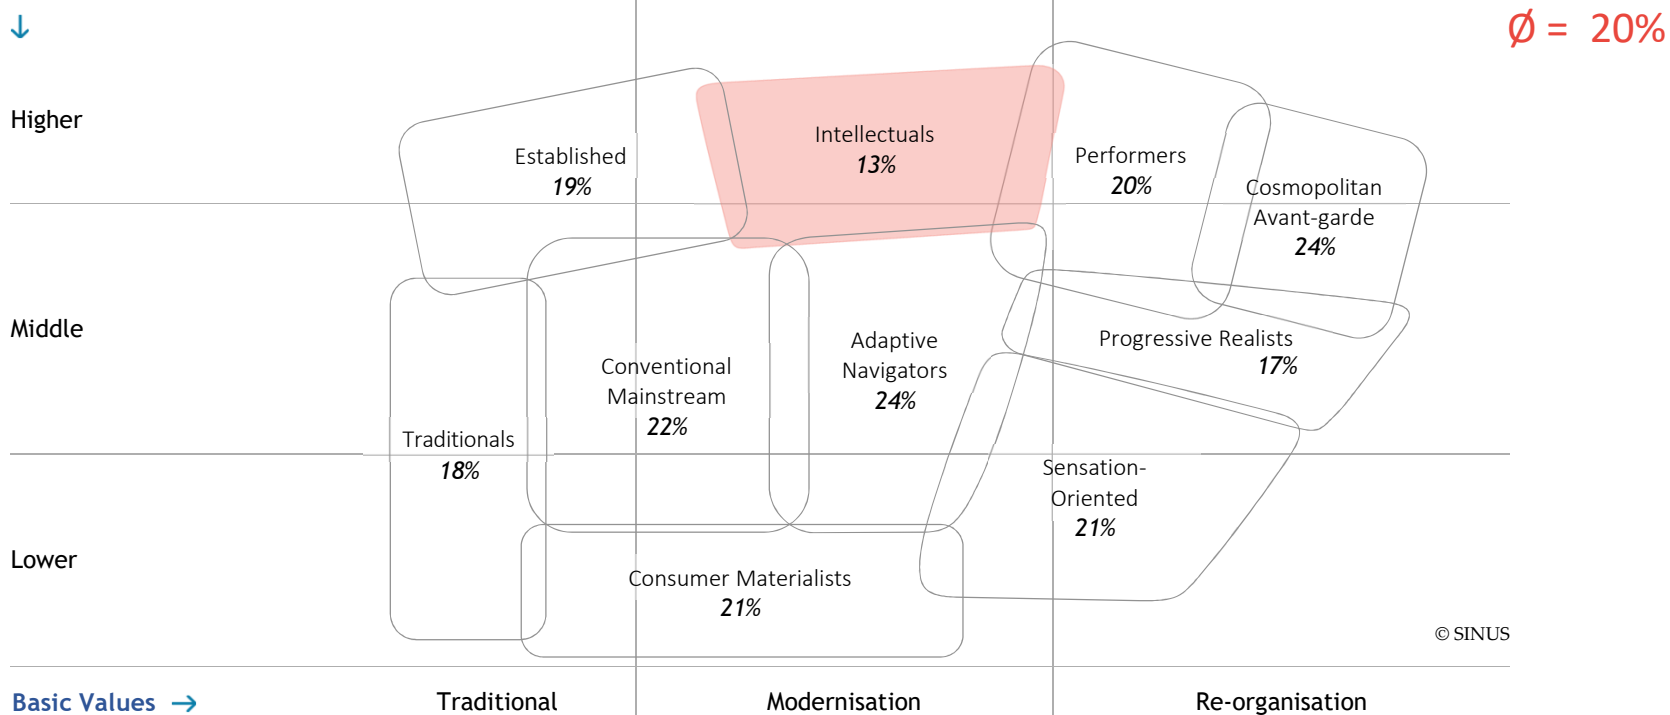 Ø = 20%
Higher
Established
19%
Intellectuals
13%
Performers
20%
Cosmopolitan
Avant-garde
24%
Middle
Traditionals
18%
Conventional
Mainstream
22%
Adaptive
Navigators
24%
Progressive Realists
17%
Sensation-
Oriented
21%
Lower
Consumer Materialists
21%
© SINUS
Basic Values →
Traditional
Modernisation
Re-organisation